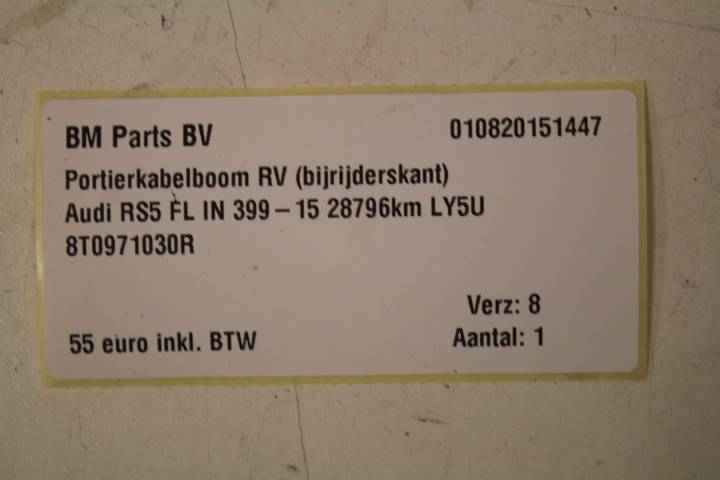 BM Parts BV 010820151447
Portierkabelboom RV (bijrijderskant)
Audi RS5 FL IN 399 – 15 28796km LY5U
8T0971030R
Verz: 8
55 euro inkl. BTW Aantal: 1